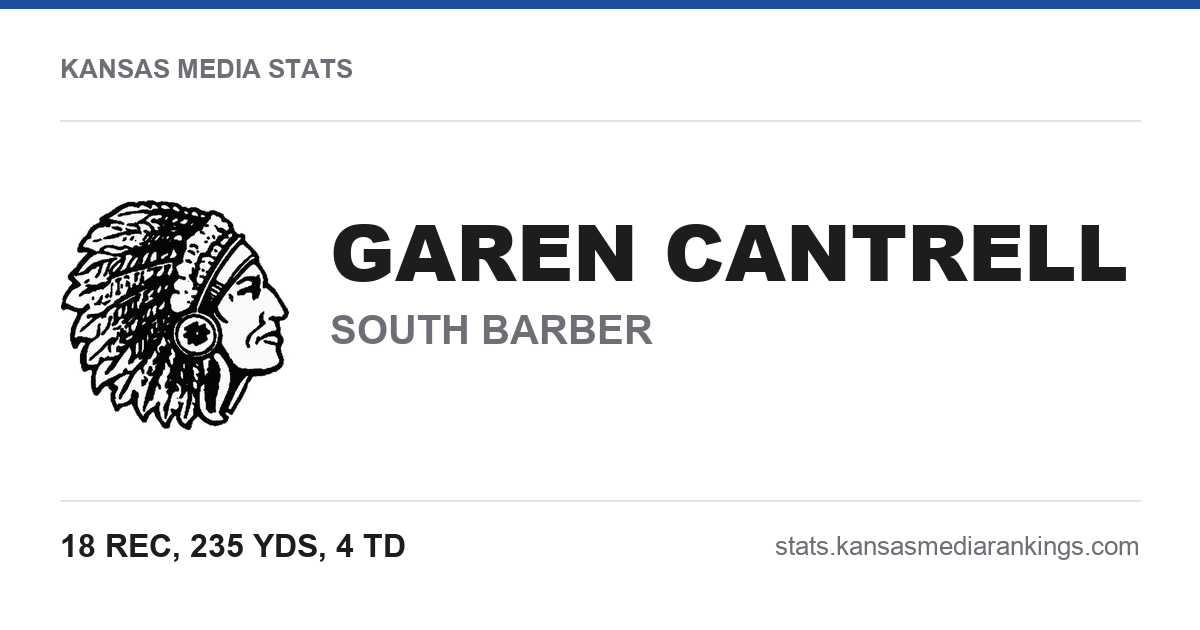 KANSAS MEDIA STATS
GAREN CANTRELL
SOUTH BARBER
18 REC, 235 YDS, 4 TD
stats.kansasmediarankings.com